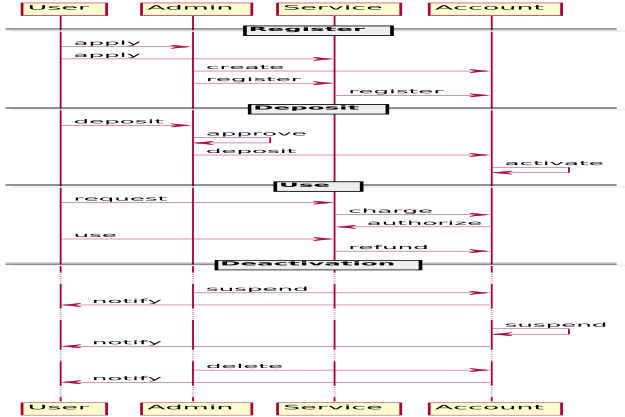 User Admin Service Account
Register
apply
apply
create
register
register
Deposit
deposit
approve
deposit
activate
Use
request
charge
authorize
use
refund
Deactivation
suspend
notify
suspend
notify
delete
notify
User Admin Service Account